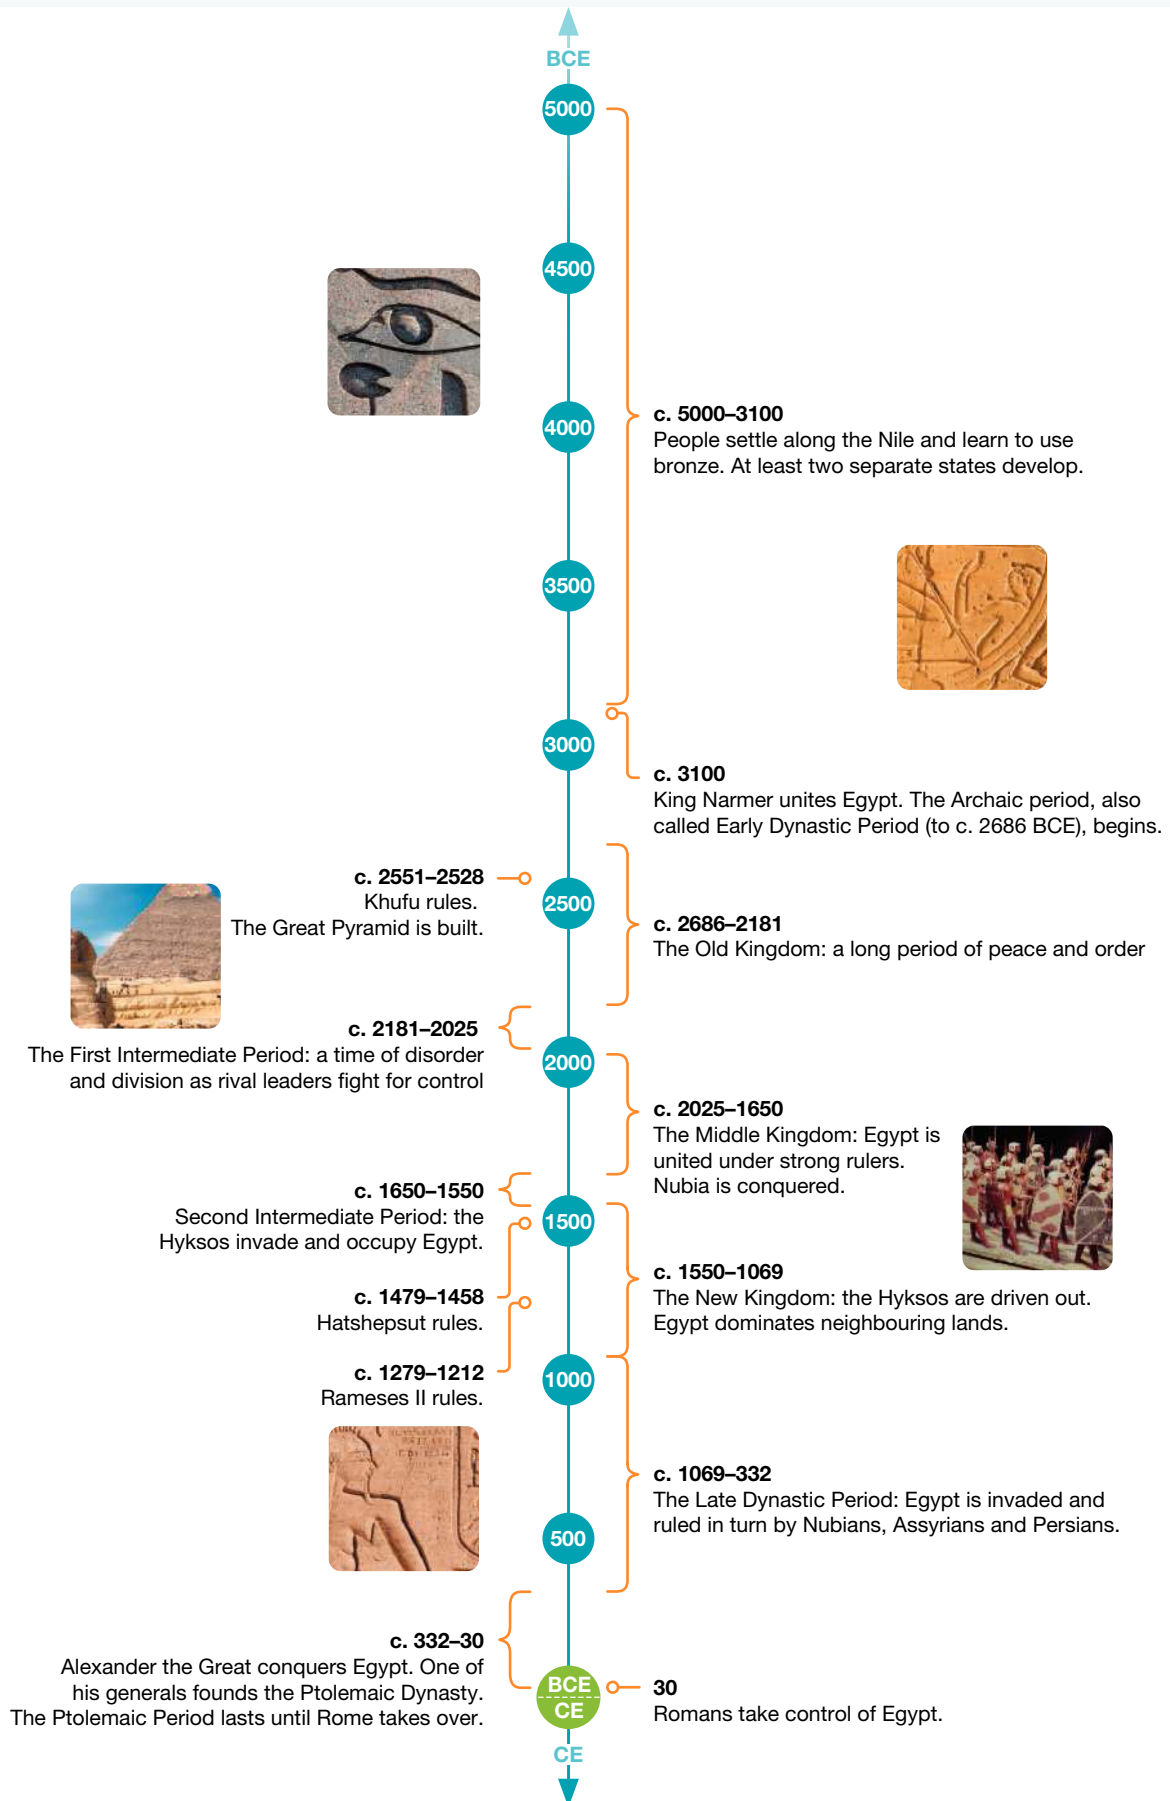 BCE
5000
4500
4000
c. 5000–3100
People settle along the Nile and learn to use
bronze. At least two separate states develop.
3500
3000
c. 3100
King Narmer unites Egypt. The Archaic period, also
called Early Dynastic Period (to c. 2686 BCE), begins.
c. 2551–2528
Khufu rules.
The Great Pyramid is built.
2500
c. 2686–2181
The Old Kingdom: a long period of peace and order
c. 2181–2025
The First Intermediate Period: a time of disorder
and division as rival leaders fight for control
2000
c. 2025–1650
The Middle Kingdom: Egypt is
united under strong rulers.
Nubia is conquered.
c. 1650–1550
Second Intermediate Period: the
Hyksos invade and occupy Egypt.
1500
c. 1550–1069
The New Kingdom: the Hyksos are driven out.
Egypt dominates neighbouring lands.
c. 1479–1458
Hatshepsut rules.
c. 1279–1212
Rameses II rules.
1000
c. 1069–332
The Late Dynastic Period: Egypt is invaded and
ruled in turn by Nubians, Assyrians and Persians.
500
c. 332–30
Alexander the Great conquers Egypt. One of
his generals founds the Ptolemaic Dynasty.
The Ptolemaic Period lasts until Rome takes over.
BCE
CE
30
Romans take control of Egypt.
CE